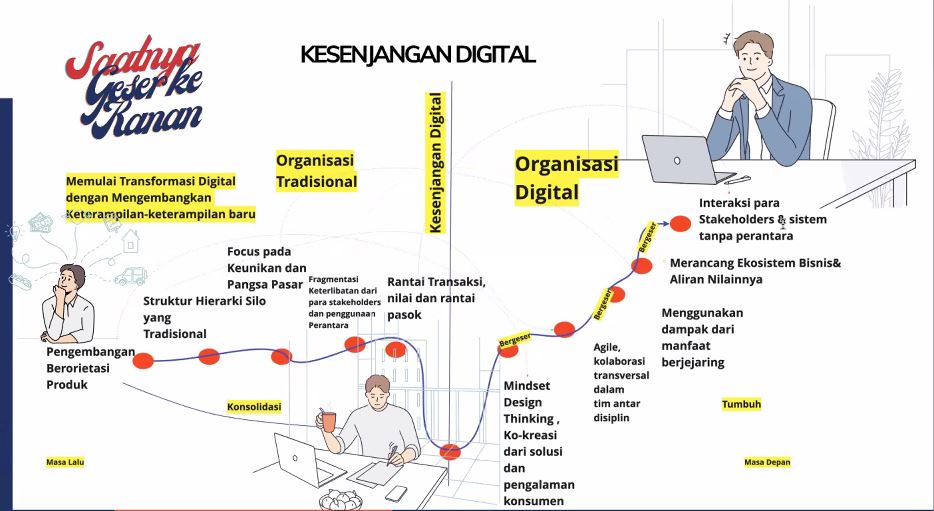 Saatnya
Geser ke
Kanan
KESENJANGAN DIGITAL
Memulai Transformasi Digital
dengan Mengembangkan
Keterampilan-keterampilan baru
Organisasi
Tradisional
Kesenjangan Digital
Organisasi
Digital
Pengembangan
Berorietasi
Produk
Struktur Hierarki Silo
yang
Tradisional
Focus pada
Keunikan dan
Pangsa Pasar
Fragmentasi
Keterlibatan dari
para stakeholders
dan penggunaan
Perantara
Rantai Transaksi,
nilai dan rantai
pasok
Bergeser
Mindset
Design
Thinking ,
Ko-kreasi
dari solusi
dan
pengalaman
konsumen
Agile,
kolaborasi
transversal
dalam
tim antar
disiplin
Bergeser
Menggunakan
dampak dari
manfaat
berjejaring
Merancang Ekosistem Bisnis&
Aliran Nilainnya
Bergeser
Interaksi para
Stakeholders & sistem
tanpa perantara
Konsolidasi
Tumbuh
Masa Lalu
Masa Depan